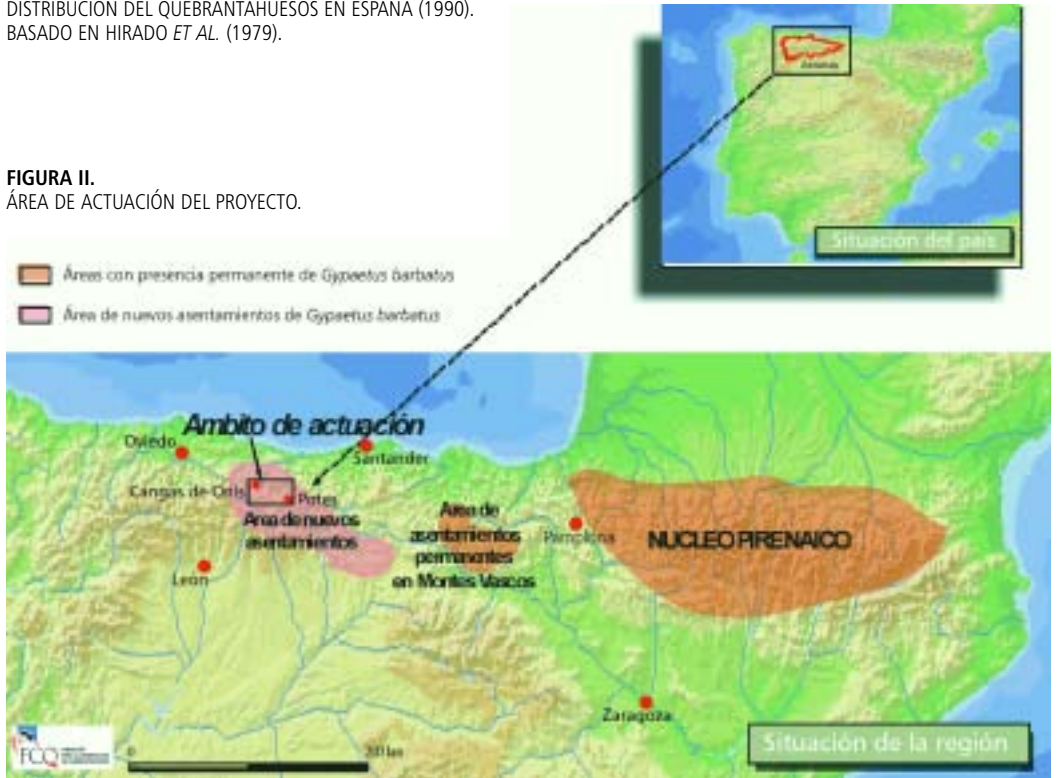 DISTRIBUCIÓN DEL QUEBRANTAHUESOS EN ESPAÑA (1990).
BASADO EN HIRADO ET AL. (1979).
Asturias
Situación del país
FIGURA II.
ÁREA DE ACTUACIÓN DEL PROYECTO.
Áreas con presencia permanente de Gypaetus barbatus
Área de nuevos asentamientos de Gypaetus barbatus
Ambito de actuación
Oviedo
Santander
Cangas de Onís
Potes
Area de nuevos
asentamientos
Area de
asentamientos
permanentes
en Montes Vascos
Pamplona
NUCLEO PIRENAICO
León
Zaragoza
FCQ
0
Situación de la región